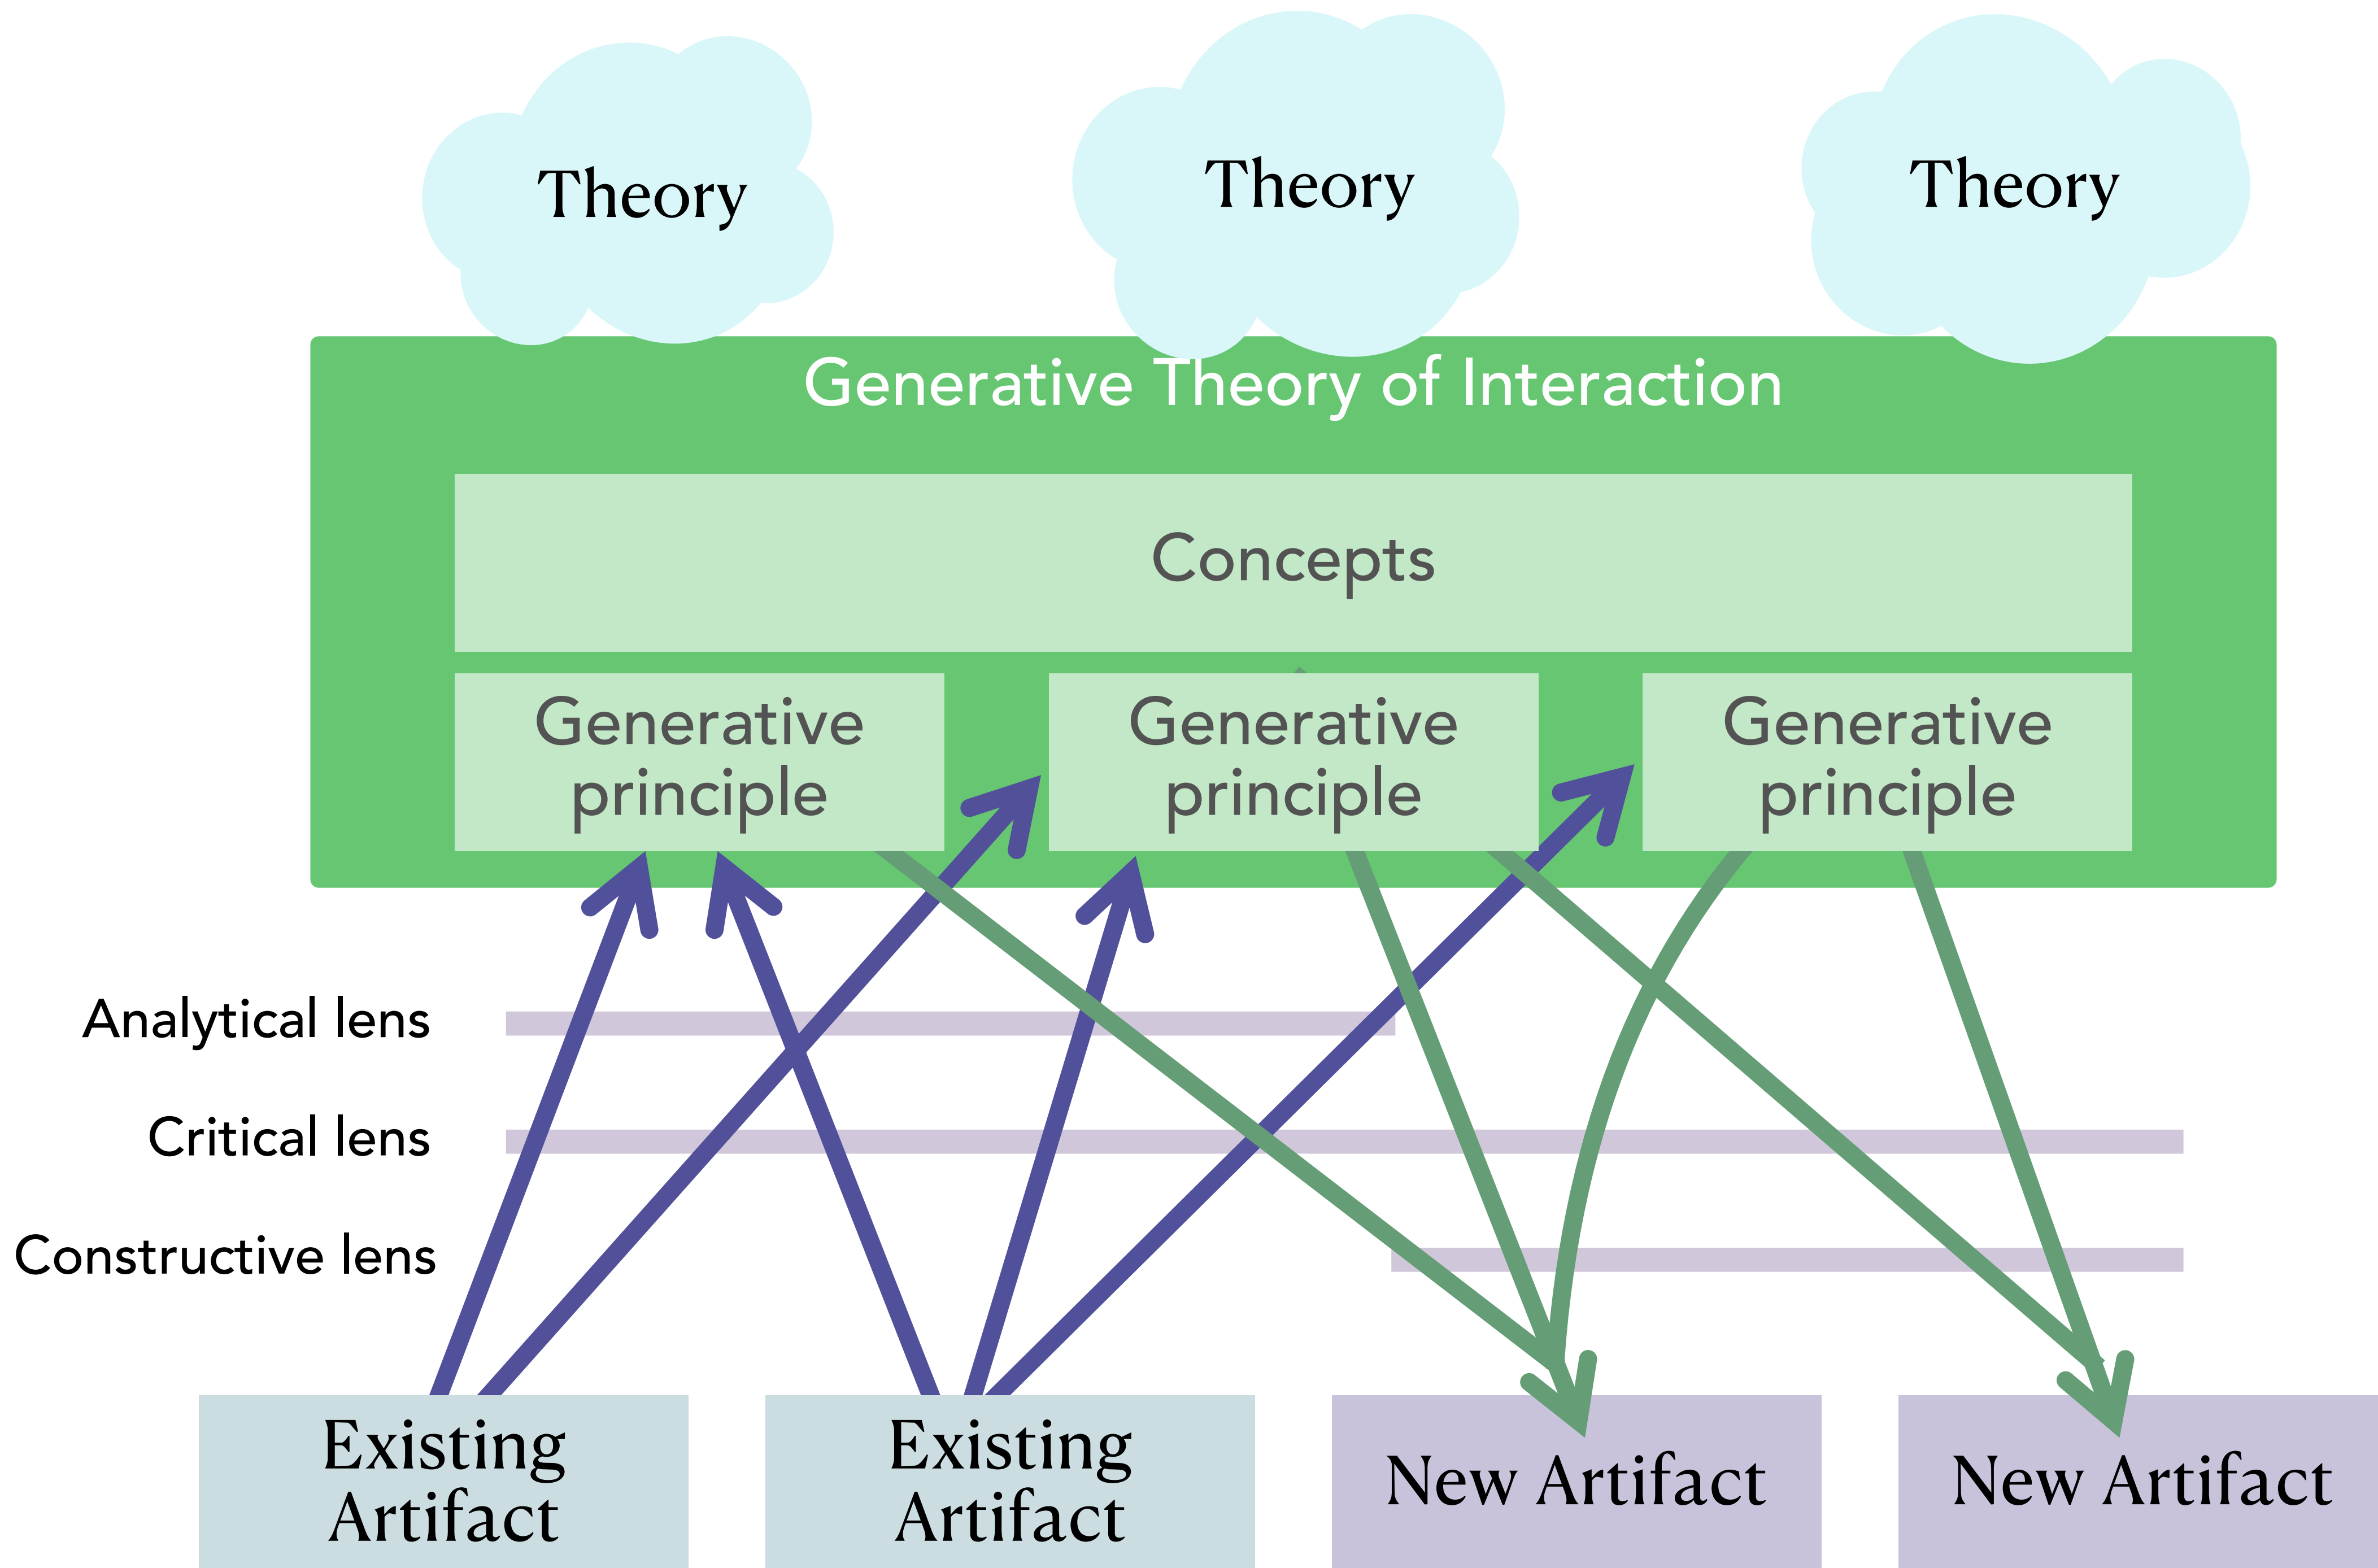 Theory
Theory
Theory
Generative Theory of Interaction
Concepts
Generative
principle
Generative
principle
Generative
principle
Analytical lens
Critical lens
Constructive lens
Existing
Artifact
Existing
Artifact
New Artifact
New Artifact